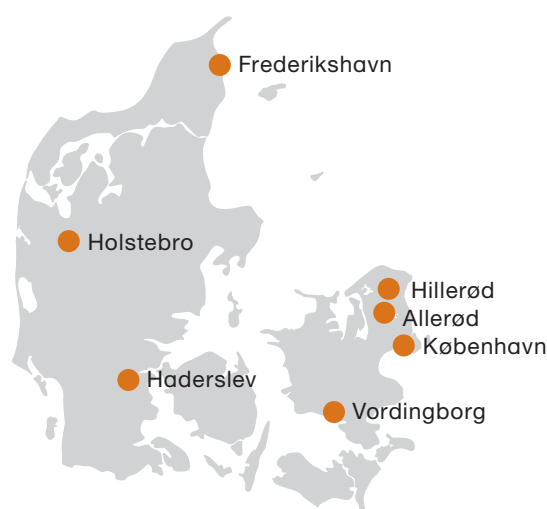 Frederikshavn
Holstebro
Hillerød
Allerød
København
Haderslev
Vordingborg